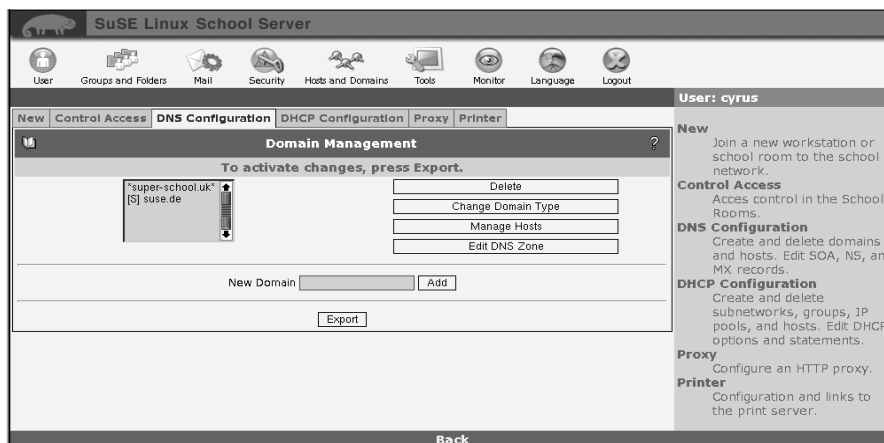 SuSE Linux School Server
User
Groups and Folders
Mail
Security
Hosts and Domains
Tools
Monitor
Language
Logout
User: cyrus
New
Control Access
DNS Configuration
DHCP Configuration
Proxy
Printer
Domain Management
?
To activate changes, press Export.
*super-school.uk*
[S] suse.de
Delete
Change Domain Type
Manage Hosts
Edit DNS Zone
New Domain
Add
Export
New
Join a new workstation or
school room to the school
network.
Control Access
Acces control in the School
Rooms.
DNS Configuration
Create and delete domains
and hosts. Edit SOA, NS, an
MX records.
DHCP Configuration
Create and delete
subnetworks, groups, IP
pools, and hosts. Edit DHCP
options and statements.
Proxy
Configure an HTTP proxy.
Printer
Configuration and links to
the print server.
Back